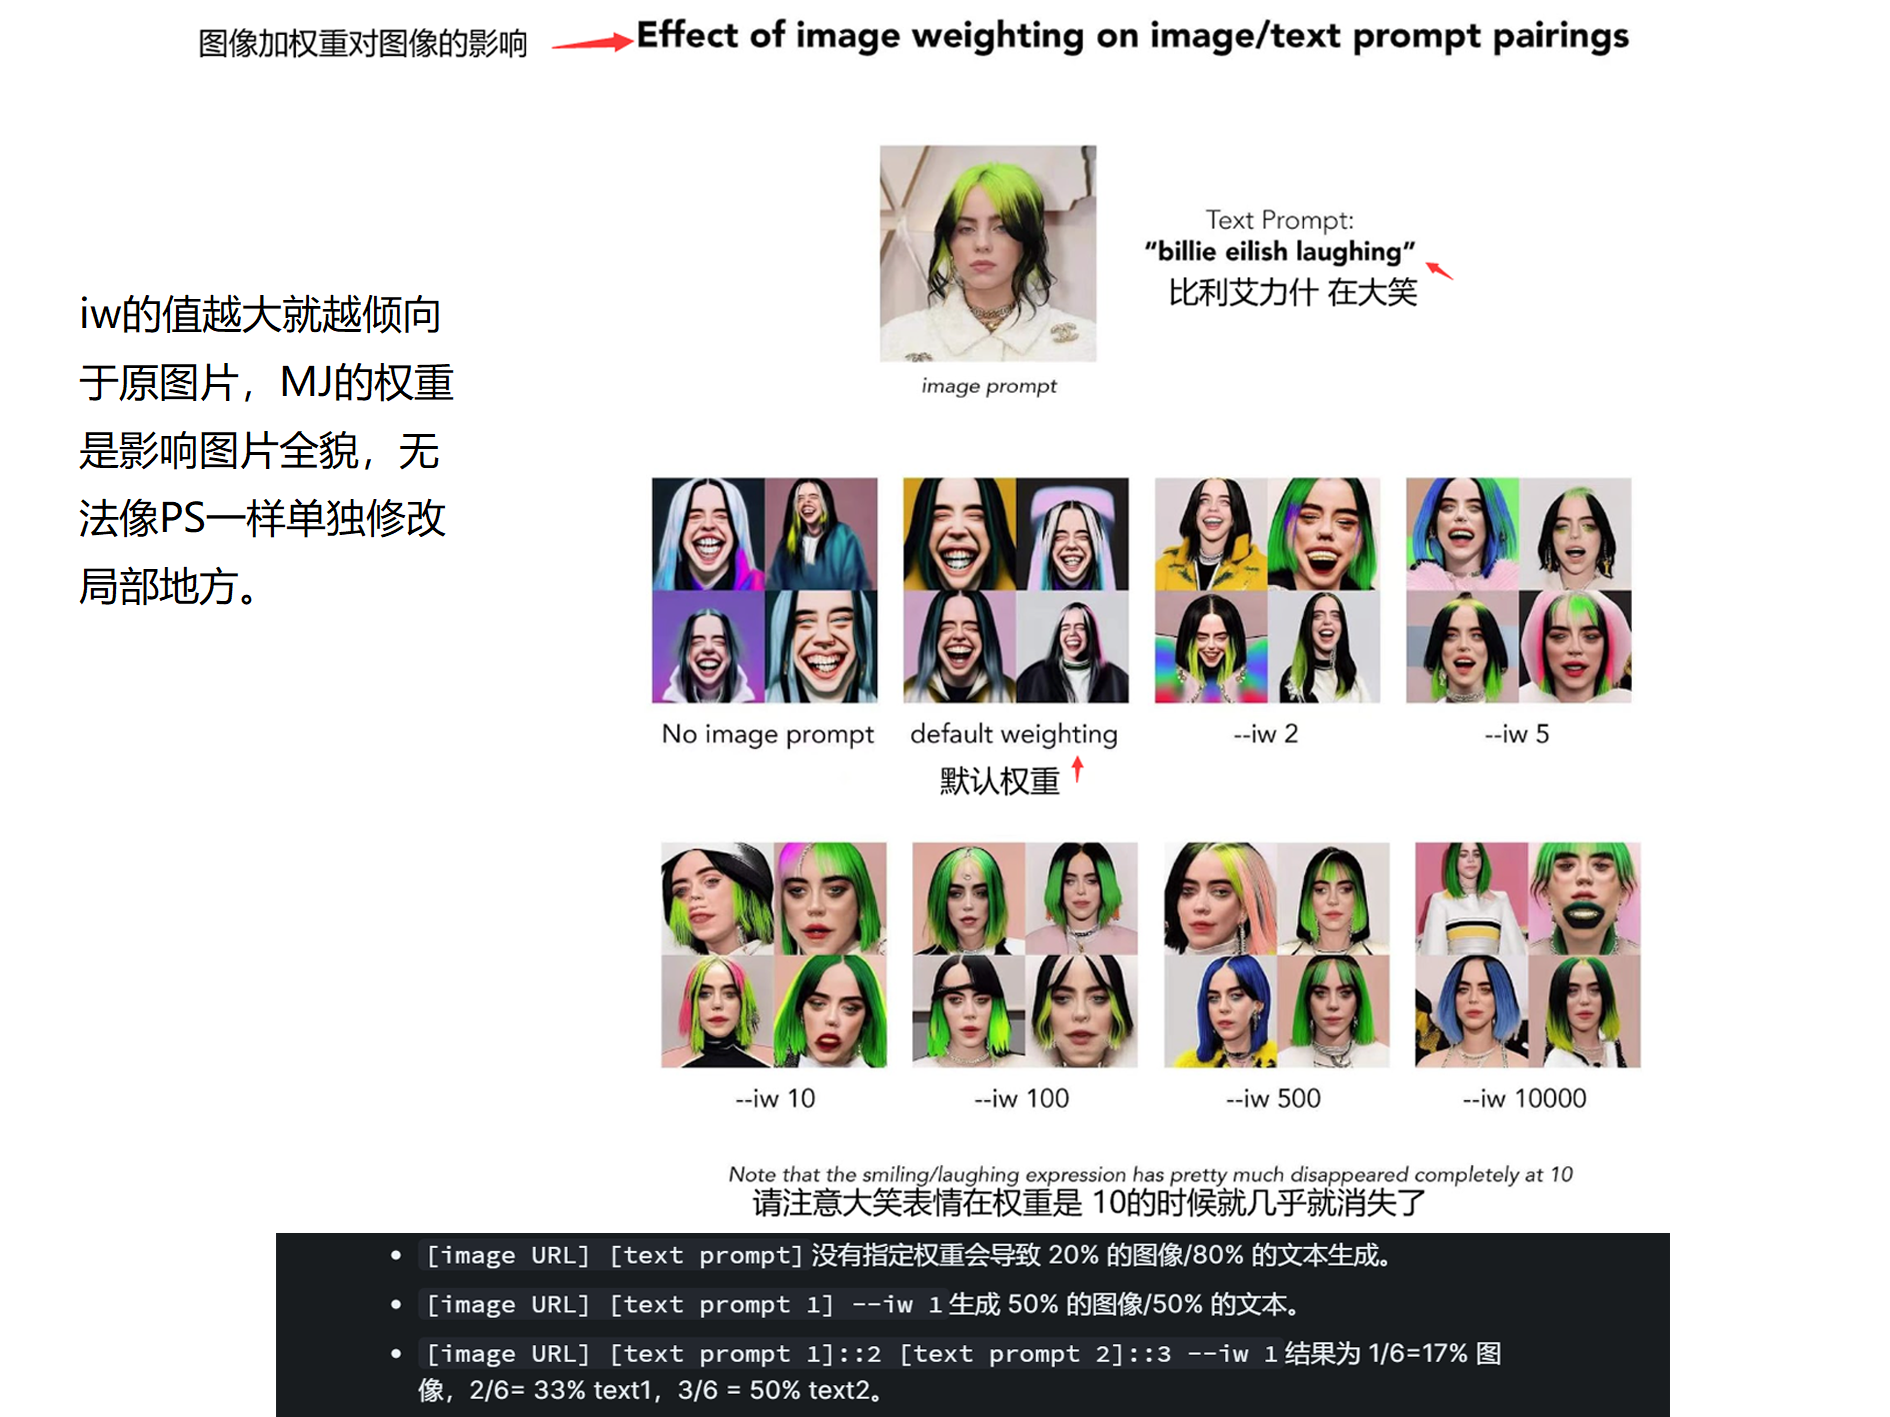 图像加权重对图像的影响
Effect of image weighting on image/text prompt pairings
Text Prompt:
“billie eilish laughing”
比利艾力什 在大笑
image prompt
iw的值越大就越倾向
于原图片，MJ的权重
是影响图片全貌，无
法像PS一样单独修改
局部地方。
No image prompt
default weighting
--iw 2
--iw 5
默认权重
--iw 10
--iw 100
--iw 500
--iw 10000
Note that the smiling/laughing expression has pretty much disappeared completely at 10
请注意大笑表情在权重是 10的时候就几乎就消失了
• [image URL] [text prompt]没有指定权重会导致 20% 的图像/80% 的文本生成。
• [image URL] [text prompt 1] --iw 1生成 50% 的图像/50% 的文本。
• [image URL] [text prompt 1]::2 [text prompt 2]::3 --iw 1结果为 1/6=17% 图
像，2/6= 33% text1，3/6 = 50% text2。